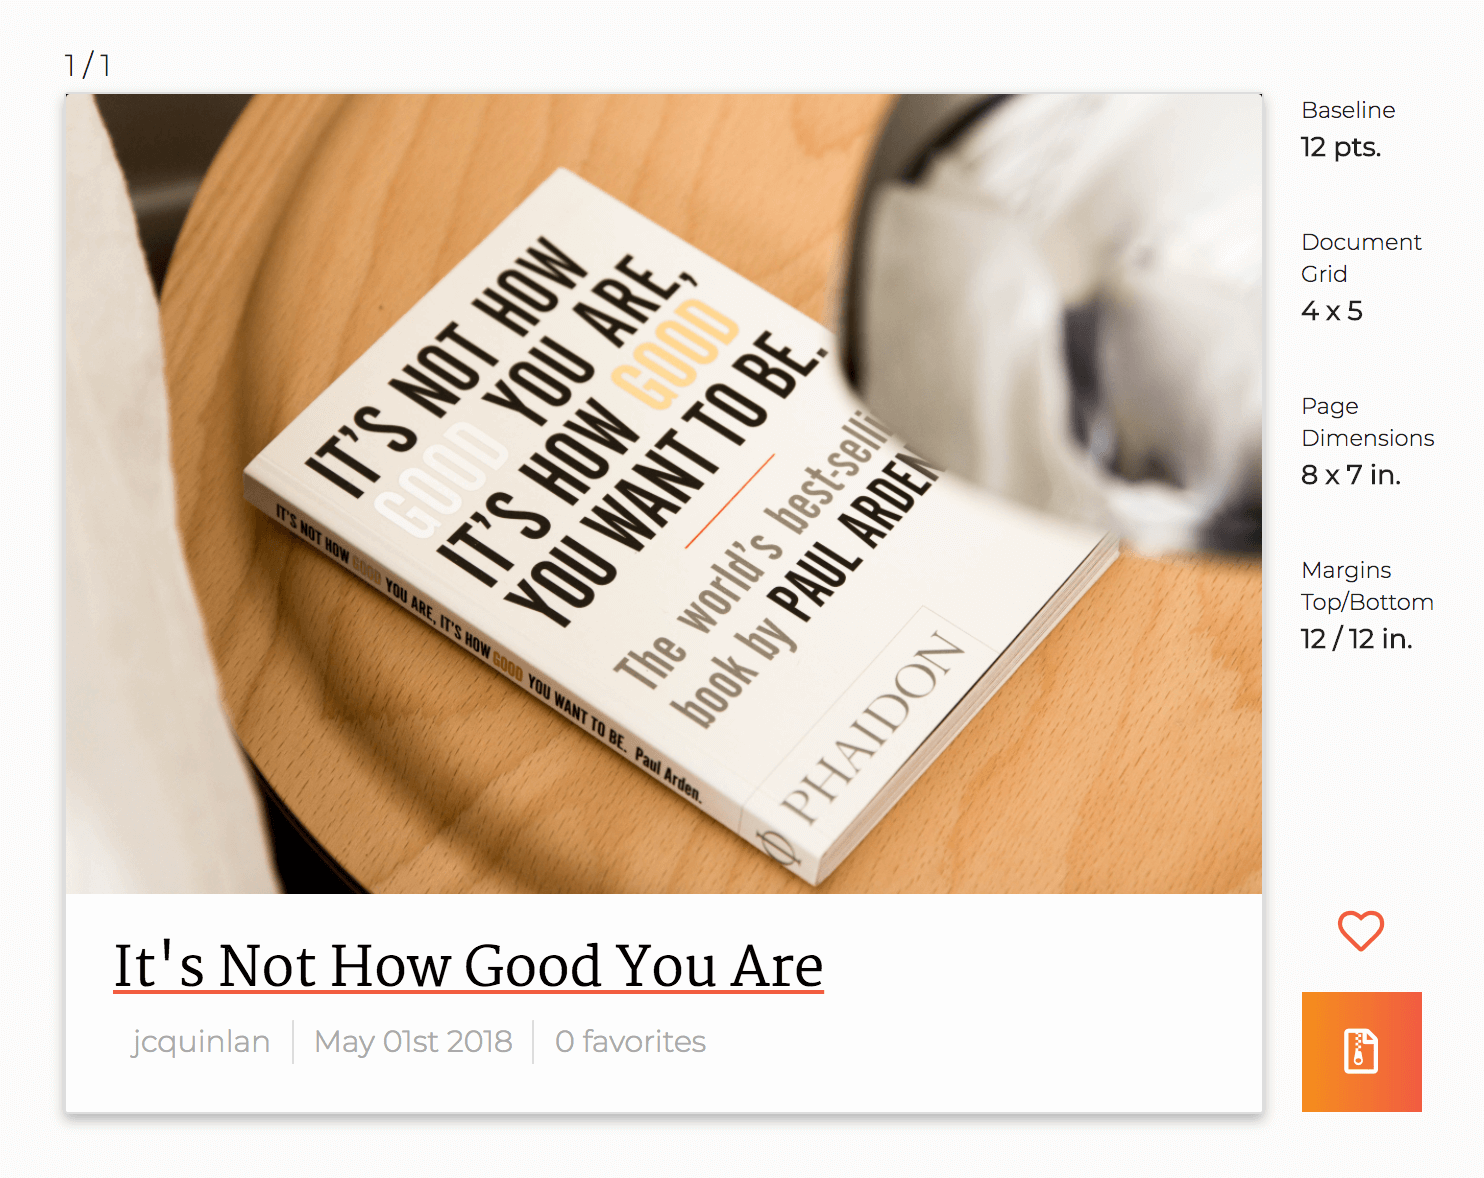 1 / 1
IT'S NOT HOW
GOOD YOU ARE,
IT'S HOW GOOD
YOU WANT TO BE.
The world's
book by PAUL ARDEN
PHAIDON
IT'S NOT HOW GOOD YOU ARE, IT'S HOW GOOD YOU WANT TO BE. Paul Arden.
It's Not How Good You Are
jcquinlan
May 01st 2018
0 favorites
Baseline
12 pts.
Document
Grid
4 x 5
Page
Dimensions
8 x 7 in.
Margins
Top/Bottom
12 / 12 in.